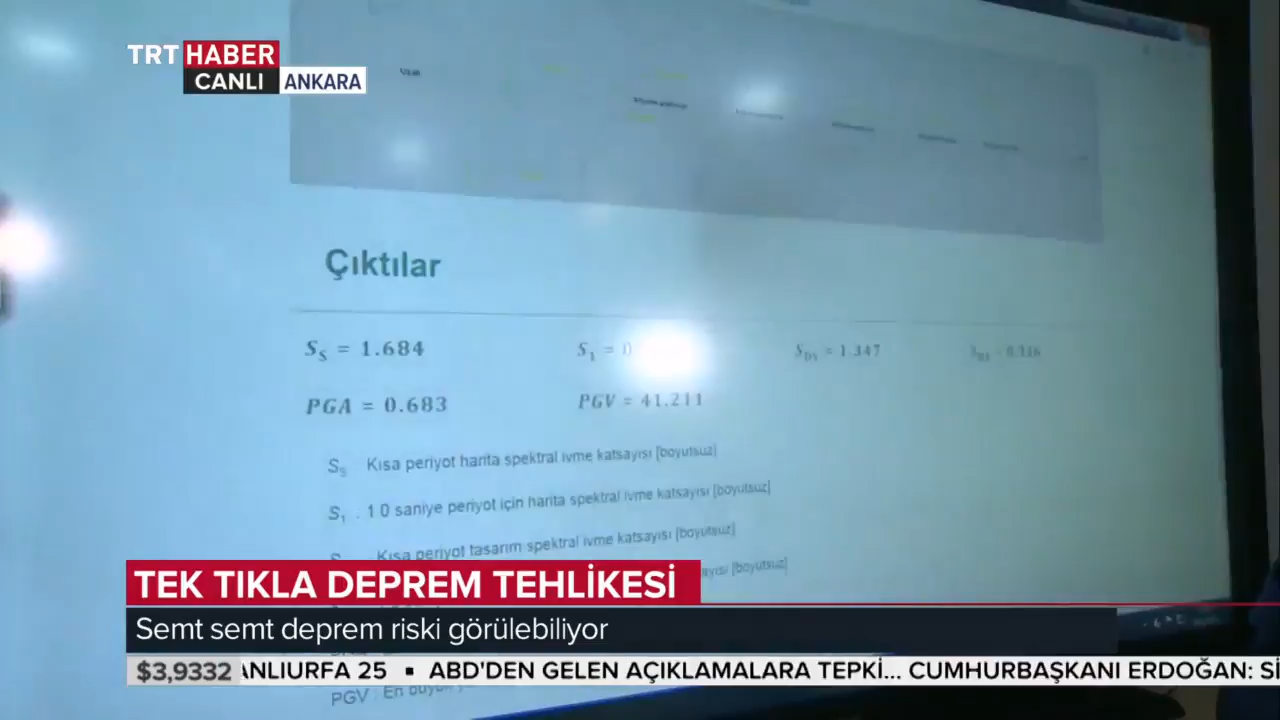 TRT HABER
CANLI ANKARA
Çıktılar
S_S = 1.684
S_1 = 0
S_DS = 1.347
PGA = 0.683
PGV = 41.211
S_S Kısa periyot harita spektral ivme katsayısı [boyutsuz]
S_1 . 1 0 saniye periyot için harita spektral ivme katsayısı [boyutsuz]
Kısa periyot tasarım spektral ivme katsayısı [boyutsuz]
[boyutsuz]
TEK TIKLA DEPREM TEHLİKESİ
Semt semt deprem riski görülebiliyor
$3,9332 ANLIURFA 25 ▪ ABD'DEN GELEN AÇIKLAMALARA TEPKİ... CUMHURBAŞKANI ERDOĞAN: Sİ
PGV : En